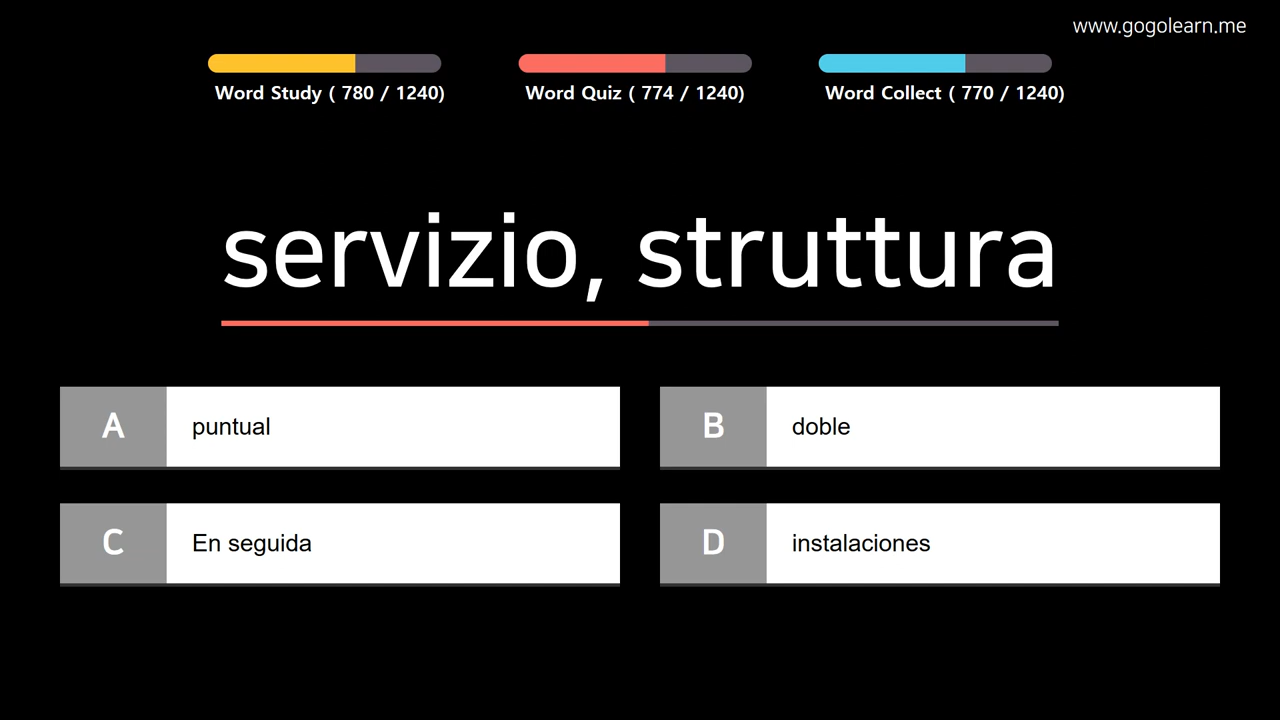 www.gogolearn.me
Word Study ( 780 / 1240)
Word Quiz ( 774 / 1240)
Word Collect ( 770 / 1240)
servizio, struttura
A
puntual
B
doble
C
En seguida
D
instalaciones